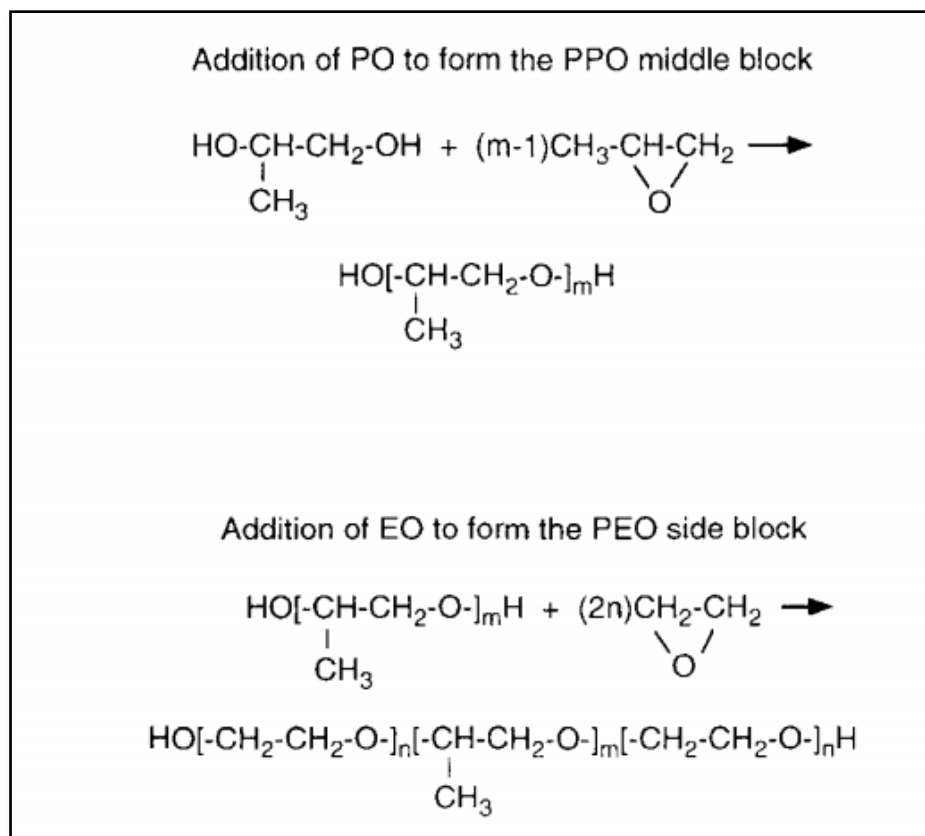 Addition of PO to form the PPO middle block
HO-CH-CH₂-OH + (m-1)CH₃-CH-CH₂
CH₃
O
HO[-CH-CH₂-O-]ₘH
CH₃
Addition of EO to form the PEO side block
HO[-CH-CH₂-O-]ₘH + (2n)CH₂-CH₂
CH₃
O
HO[-CH₂-CH₂-O-]ₙ[-CH-CH₂-O-]ₘ[-CH₂-CH₂-O-]ₙH
CH₃